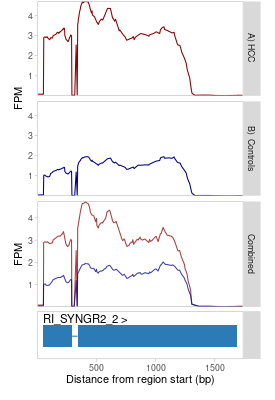 4
3
2
1
FPM
A) HCC
4
3
2
1
B) Controls
4
3
2
1
FPM
Combined
RI_SYNGR2_2 >
500 1000 1500
Distance from region start (bp)